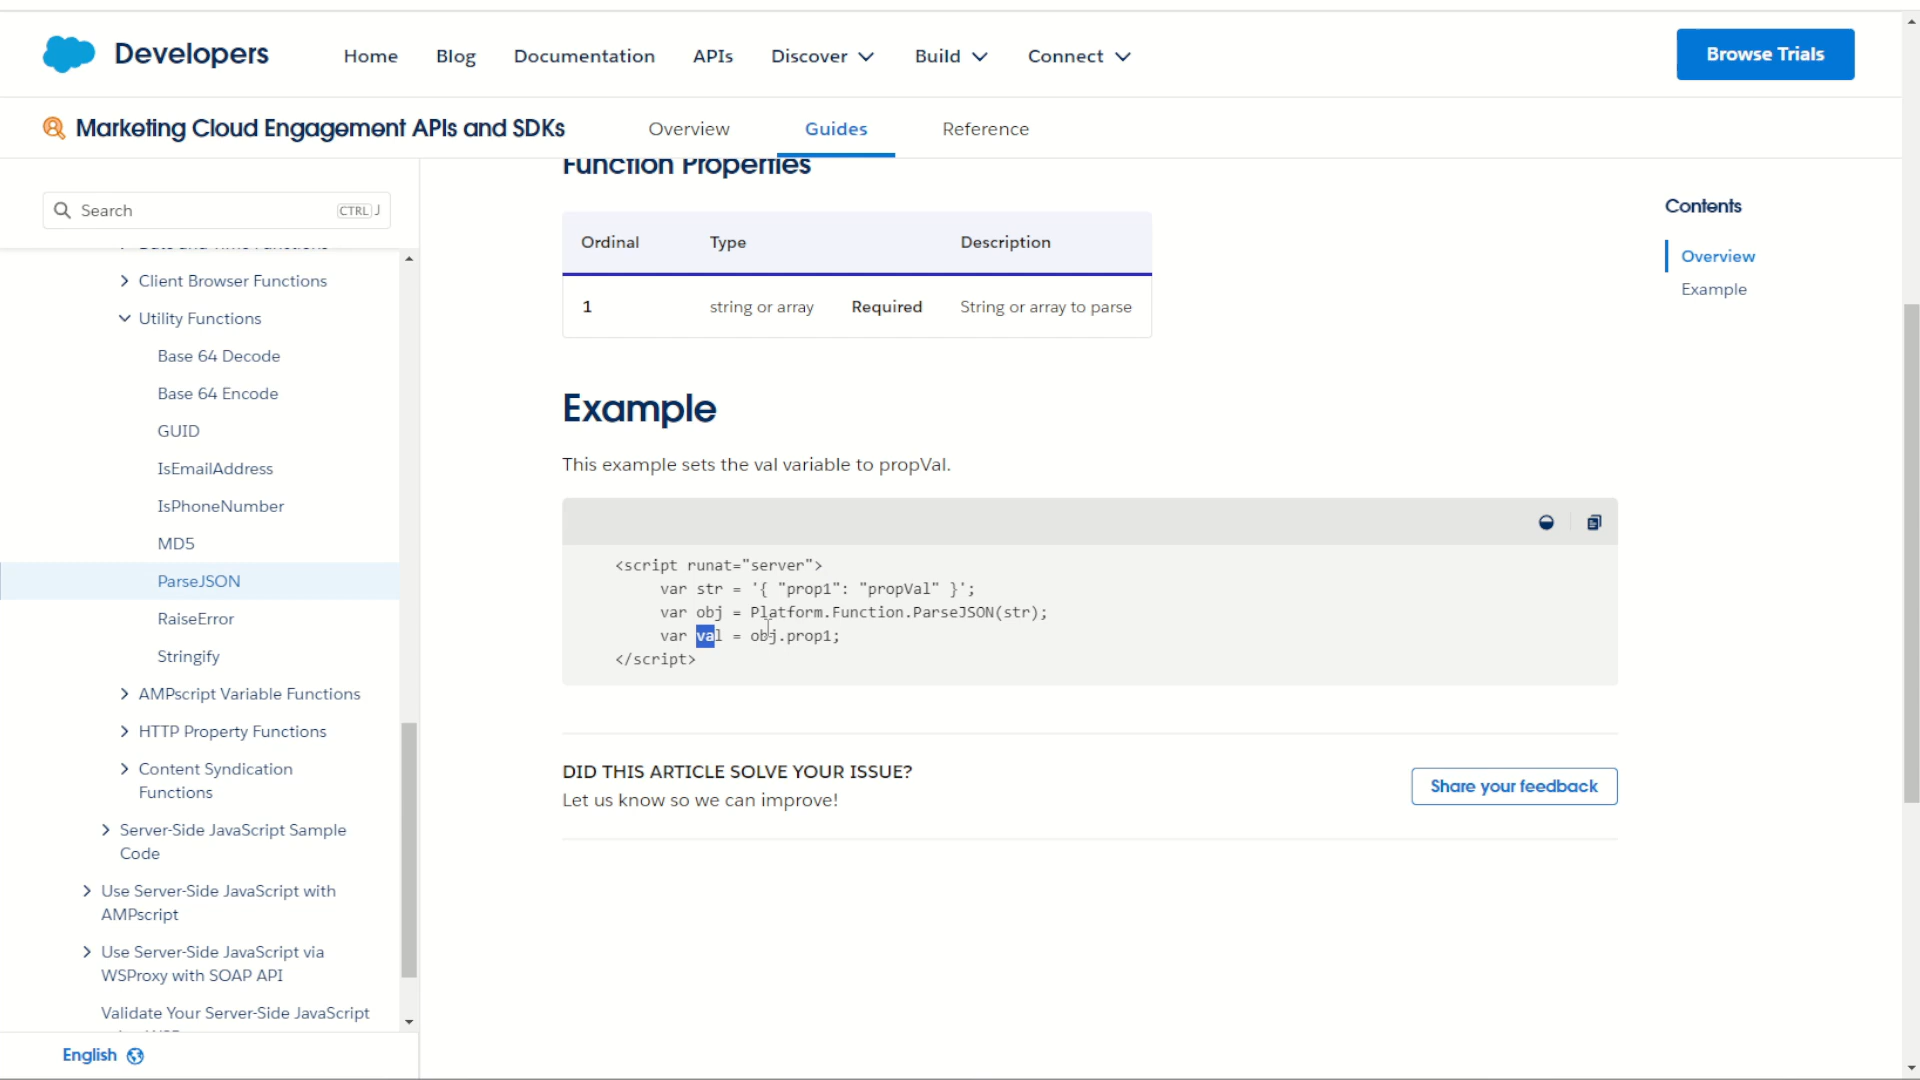 Developers
Home
Blog
Documentation
APIs
Discover
Build
Connect
Browse Trials
Marketing Cloud Engagement APIs and SDKs
Overview
Guides
Reference
Search
CTRL J
Client Browser Functions
Utility Functions
Base 64 Decode
Base 64 Encode
GUID
IsEmailAddress
IsPhoneNumber
MD5
ParseJSON
RaiseError
Stringify
AMPscript Variable Functions
HTTP Property Functions
Content Syndication
Functions
Server-Side JavaScript Sample
Code
Use Server-Side JavaScript with
AMPscript
Use Server-Side JavaScript via
WSProxy with SOAP API
Validate Your Server-Side JavaScript
English
Function Properties
Ordinal Type Description
1 string or array Required String or array to parse
Example
This example sets the val variable to propVal.
<script runat="server">
var str = '{ "prop1": "propVal" }';
var obj = Platform.Function.ParseJSON(str);
var val = obj.prop1;
</script>
DID THIS ARTICLE SOLVE YOUR ISSUE?
Let us know so we can improve!
Share your feedback
Contents
Overview
Example